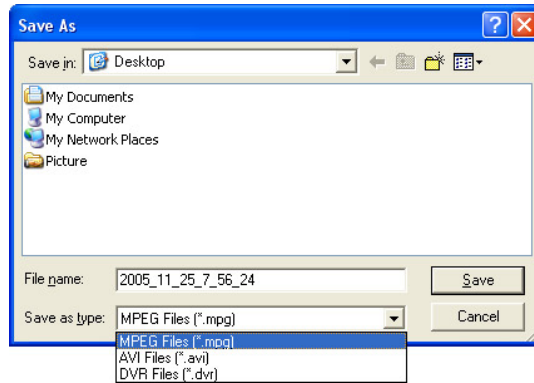 Save As
Save in: Desktop
My Documents
My Computer
My Network Places
Picture
File name: 2005_11_25_7_56_24 Save
Save as type: MPEG Files (*.mpg) Cancel
MPEG Files (*.mpg)
AVI Files (*.avi)
DVR Files (*.dvr)